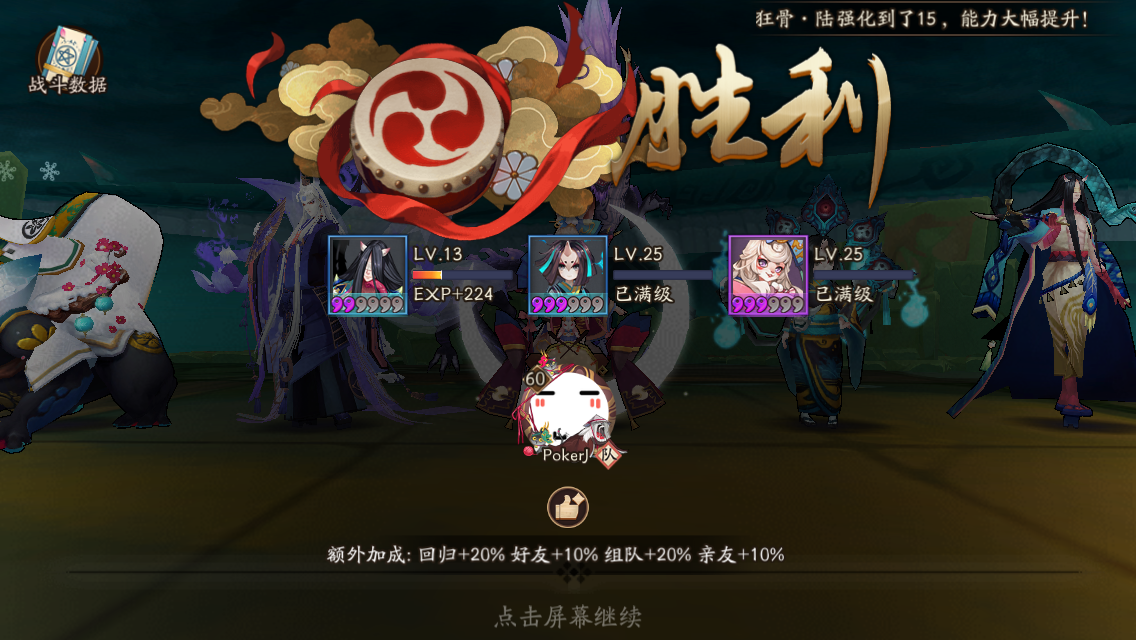 狂骨·陆强化到了15，能力大幅提升！
战斗数据
胜利
LV.13
EXP+224
LV.25
已满级
LV.25
已满级
60
PokerJ
队
额外加成: 回归+20% 好友+10% 组队+20% 亲友+10%
点击屏幕继续